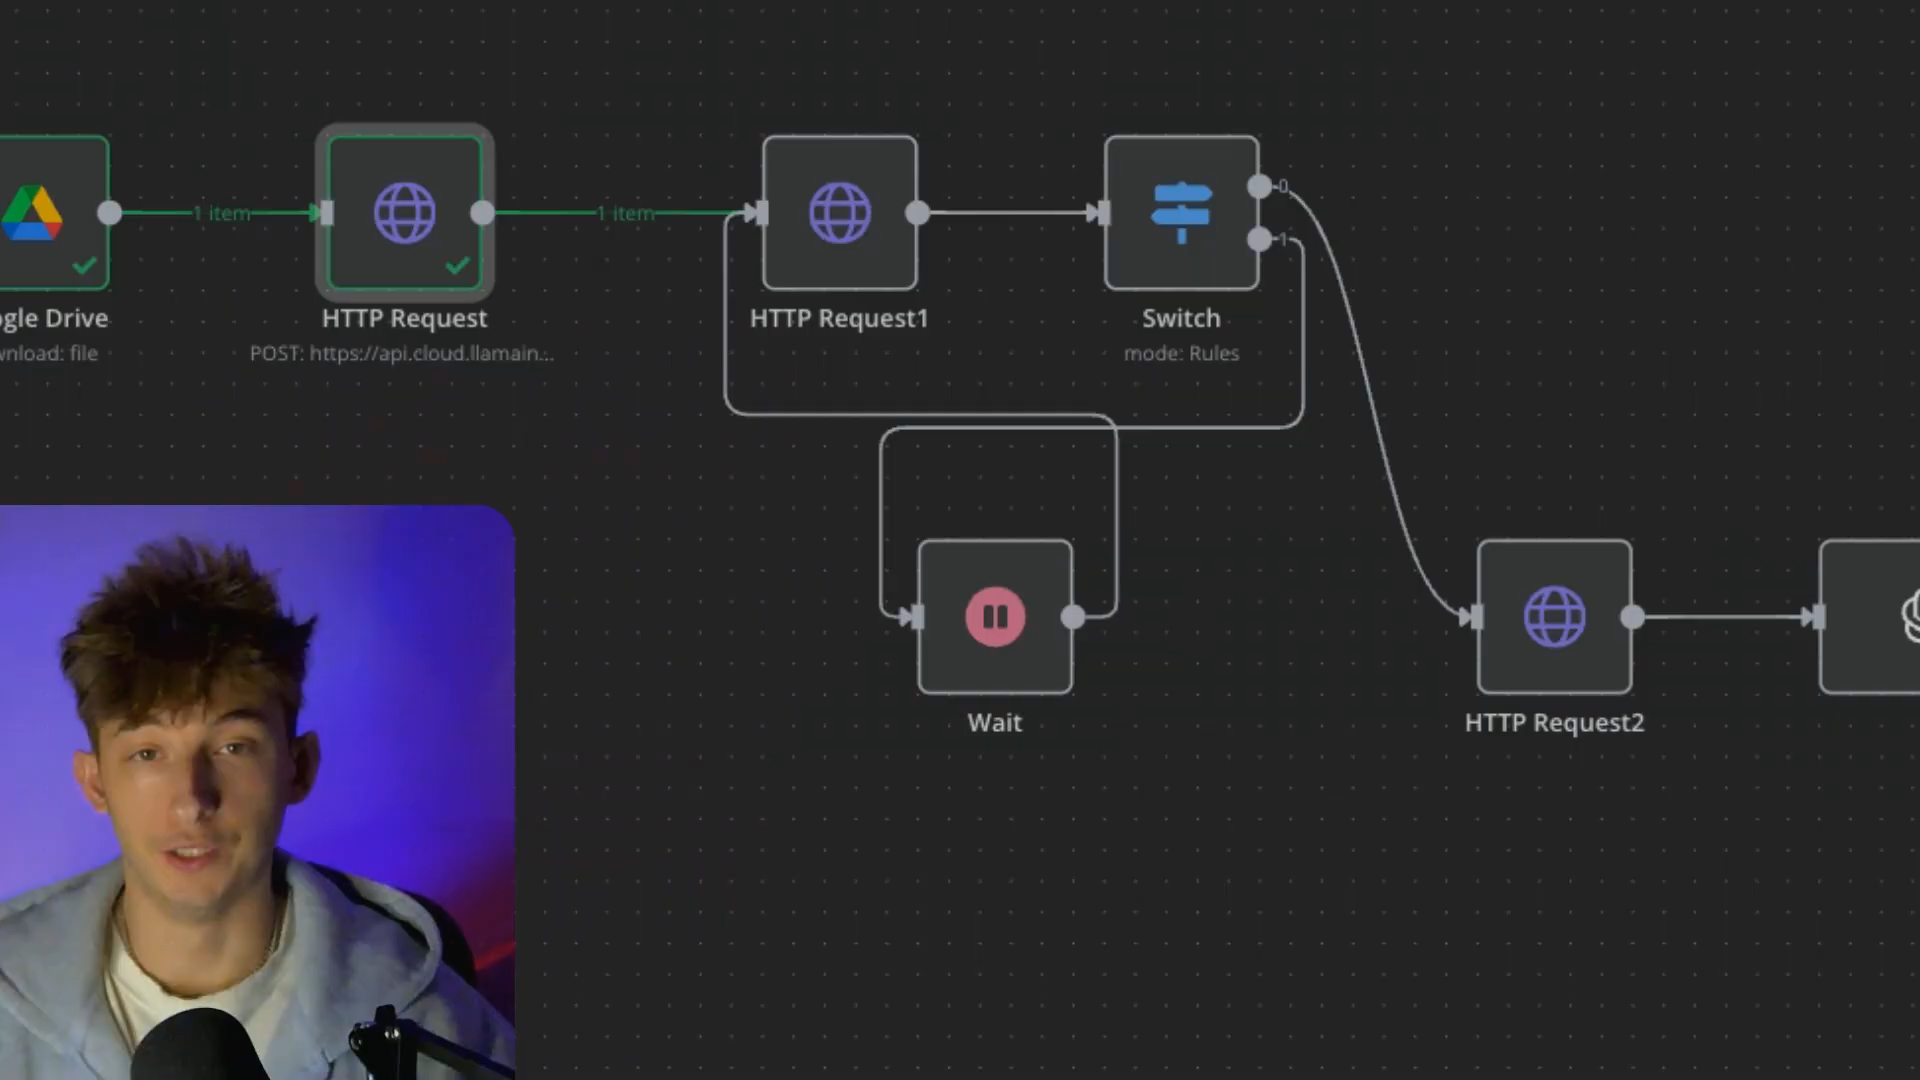 1 item
1 item
0
1
gle Drive
HTTP Request
HTTP Request1
Switch
wnload: file
POST: https://api.cloud.llamain...
mode: Rules
Wait
HTTP Request2